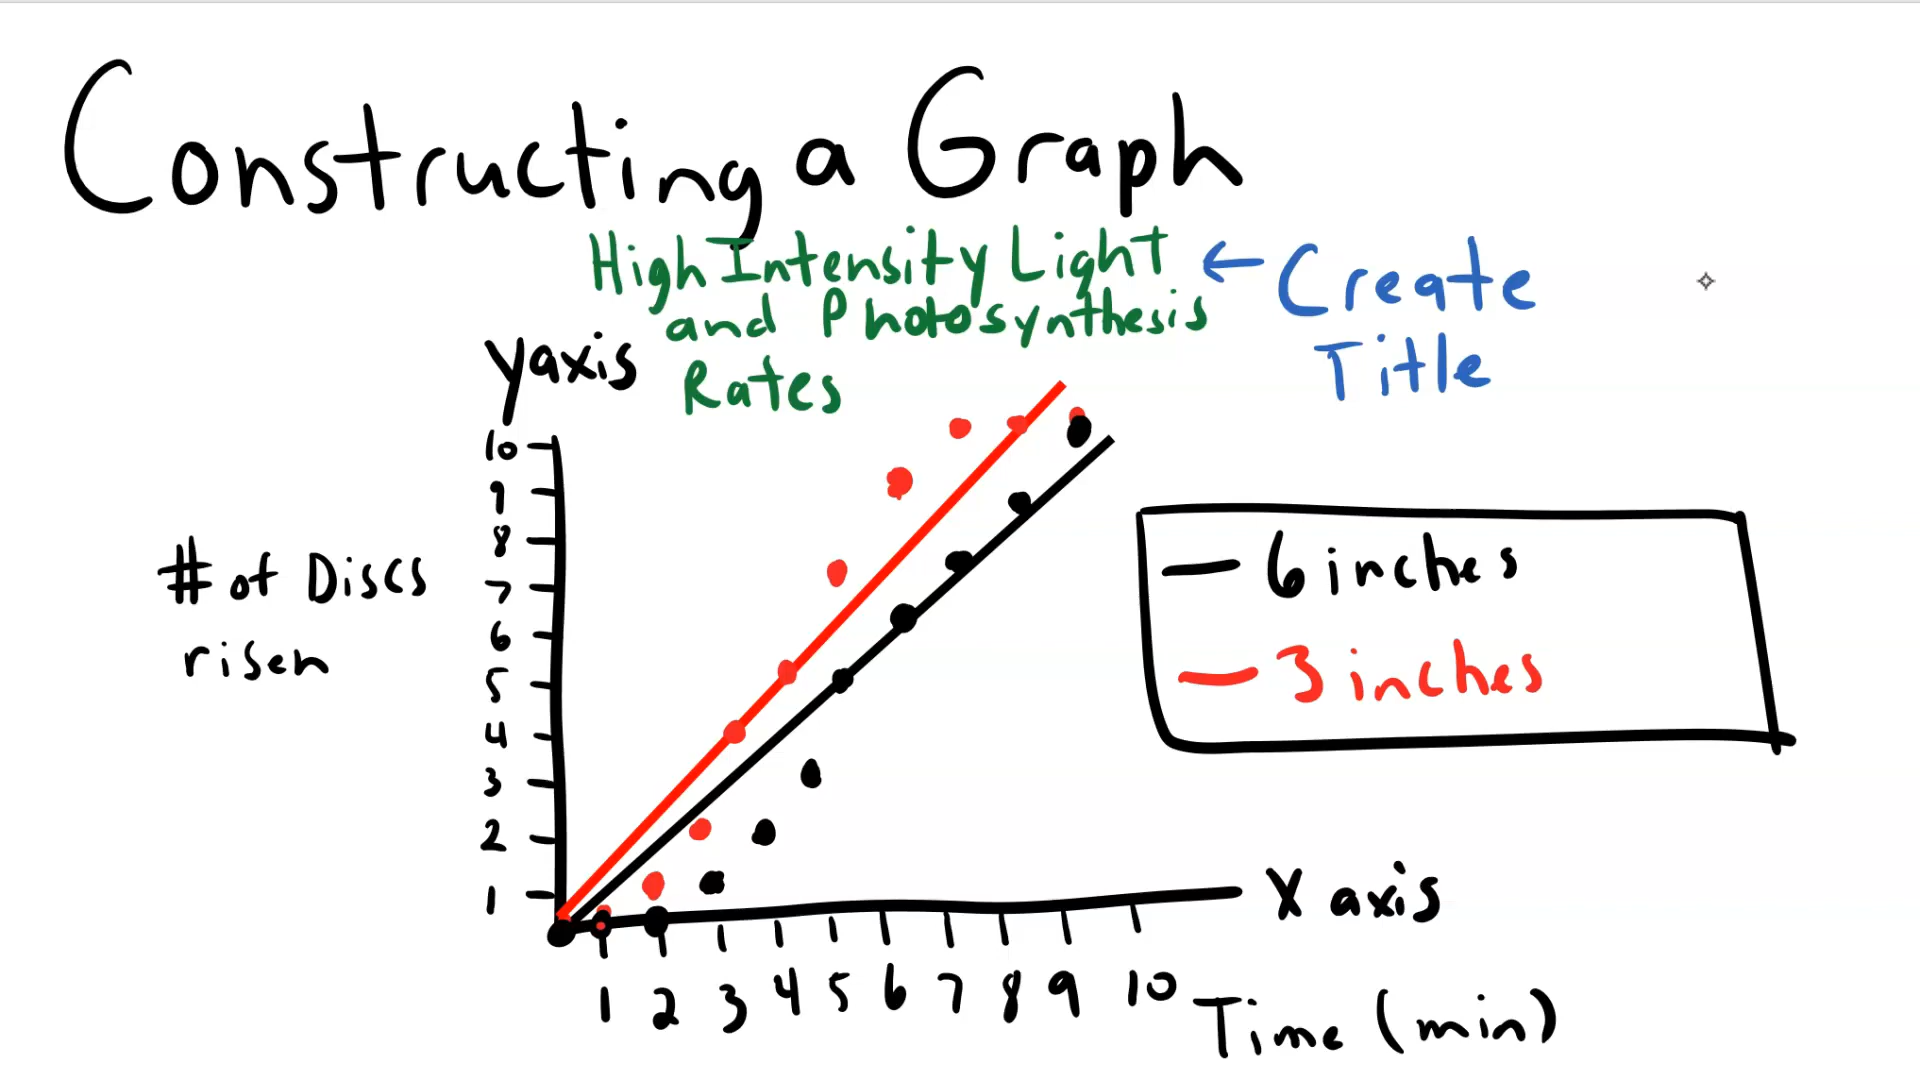 Constructing a Graph
High Intensity Light ← Create
and Photosynthesis
Title
Rates
yaxis
10
9
8
7
6
5
4
3
2
1
# of Discs
risen
— 6 inches
— 3 inches
X axis
1 2 3 4 5 6 7 8 9 10
Time (min)